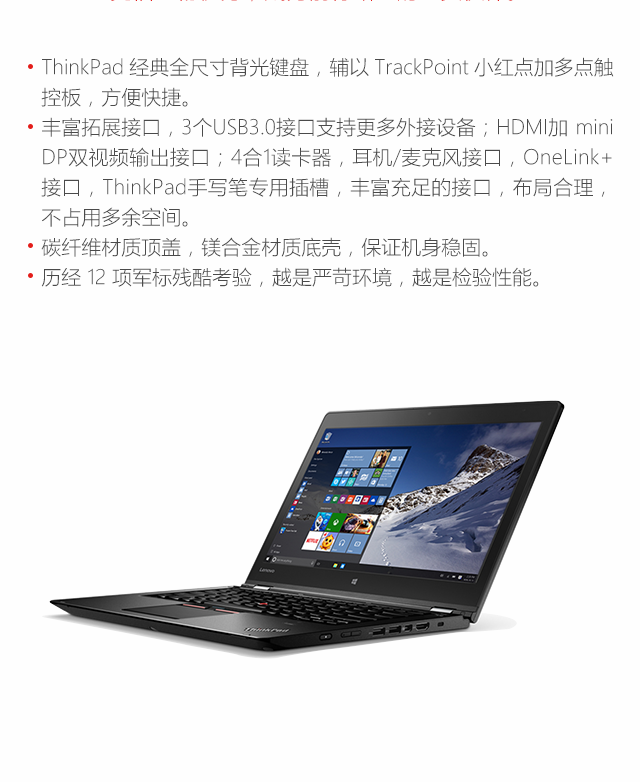 • ThinkPad 经典全尺寸背光键盘，辅以 TrackPoint 小红点加多点触
控板，方便快捷。
• 丰富拓展接口，3个USB3.0接口支持更多外接设备；HDMI加 mini
DP双视频输出接口；4合1读卡器，耳机/麦克风接口，OneLink+
接口，ThinkPad手写笔专用插槽，丰富充足的接口，布局合理，
不占用多余空间。
• 碳纤维材质顶盖，镁合金材质底壳，保证机身稳固。
• 历经 12 项军标残酷考验，越是严苛环境，越是检验性能。
NETFLIX
Lenovo
ThinkPad